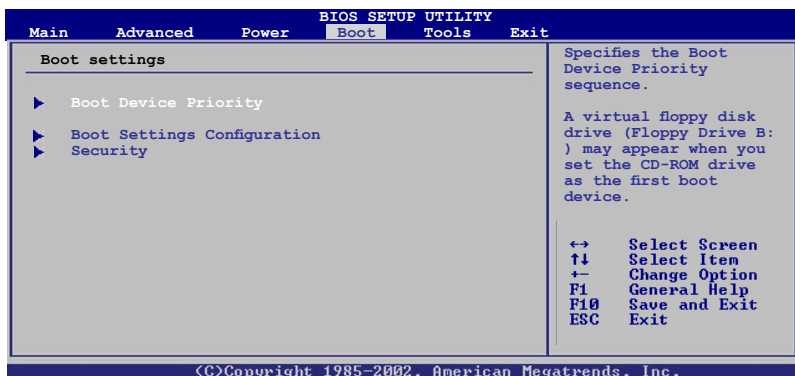 BIOS SETUP UTILITY
Main Advanced Power Boot Tools Exit
Boot settings
Boot Device Priority
Boot Settings Configuration
Security
Specifies the Boot
Device Priority
sequence.
A virtual floppy disk
drive (Floppy Drive B:
) may appear when you
set the CD-ROM drive
as the first boot
device.
←→ Select Screen
↑↓ Select Item
+- Change Option
F1 General Help
F10 Save and Exit
ESC Exit
(C)Copyright 1985-2002, American Megatrends, Inc.